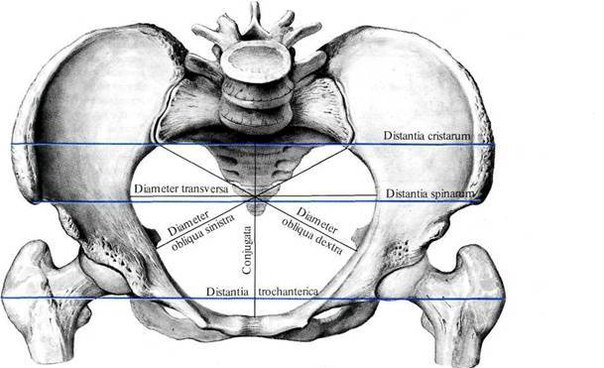 Distantia cristarum
Diameter transversa
Distantia spinarum
Diameter
obliqua sinistra
Diameter
obliqua dextra
Conjugata
Distantia trochanterica